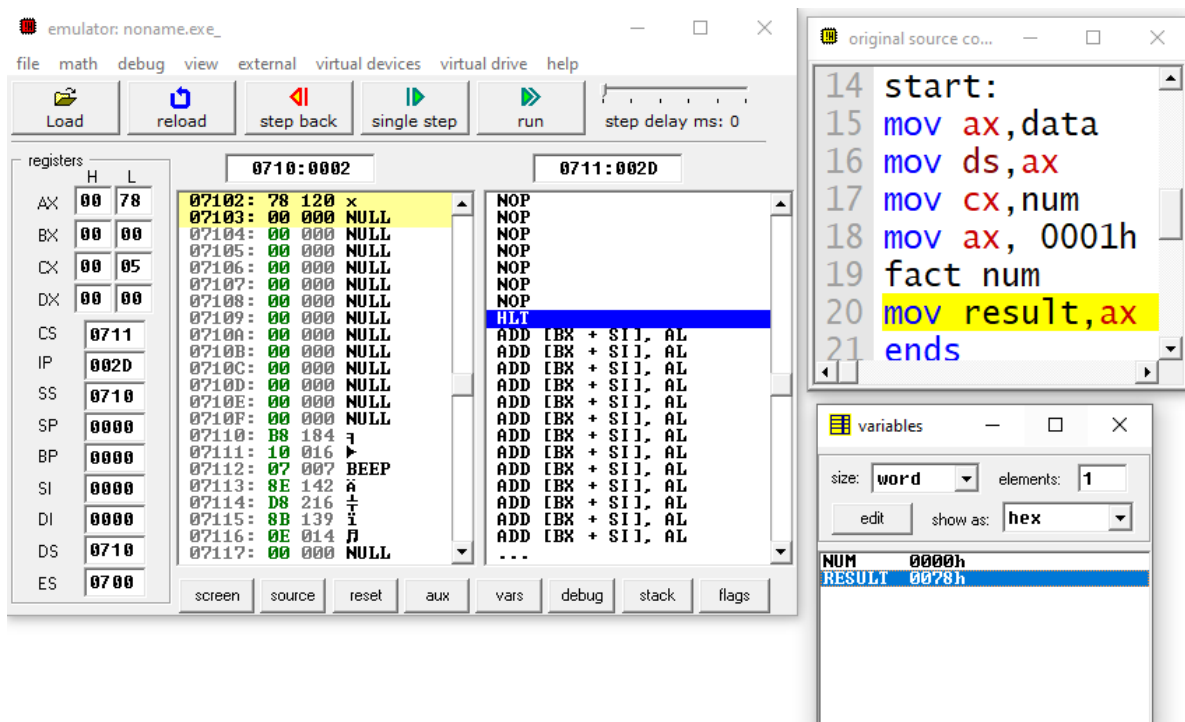 emulator: noname.exe_
file math debug view external virtual devices virtual drive help
Load reload step back single step run step delay ms: 0
registers
H L
0710:0002 0711:002D
AX 00 78
BX 00 00
CX 00 05
DX 00 00
CS 0711
IP 002D
SS 0710
SP 0000
BP 0000
SI 0000
DI 0000
DS 0710
ES 0700
07102: 78 120 x
07103: 00 000 NULL
07104: 00 000 NULL
07105: 00 000 NULL
07106: 00 000 NULL
07107: 00 000 NULL
07108: 00 000 NULL
07109: 00 000 NULL
0710A: 00 000 NULL
0710B: 00 000 NULL
0710C: 00 000 NULL
0710D: 00 000 NULL
0710E: 00 000 NULL
0710F: 00 000 NULL
07110: B8 184 ╕
07111: 10 016 ►
07112: 07 007 BEEP
07113: 8E 142 Ä
07114: D8 216 ╪
07115: 8B 139 ï
07116: 0E 014 ♫
07117: 00 000 NULL
NOP
NOP
NOP
NOP
NOP
NOP
NOP
HLT
ADD [BX + SI], AL
ADD [BX + SI], AL
ADD [BX + SI], AL
ADD [BX + SI], AL
ADD [BX + SI], AL
ADD [BX + SI], AL
ADD [BX + SI], AL
ADD [BX + SI], AL
ADD [BX + SI], AL
ADD [BX + SI], AL
ADD [BX + SI], AL
ADD [BX + SI], AL
ADD [BX + SI], AL
...
screen source reset aux vars debug stack flags
original source co...
14 start:
15 mov ax,data
16 mov ds,ax
17 mov cx,num
18 mov ax, 0001h
19 fact num
20 mov result,ax
21 ends
variables
size: word elements: 1
edit show as: hex
NUM 0000h
RESULT 0078h